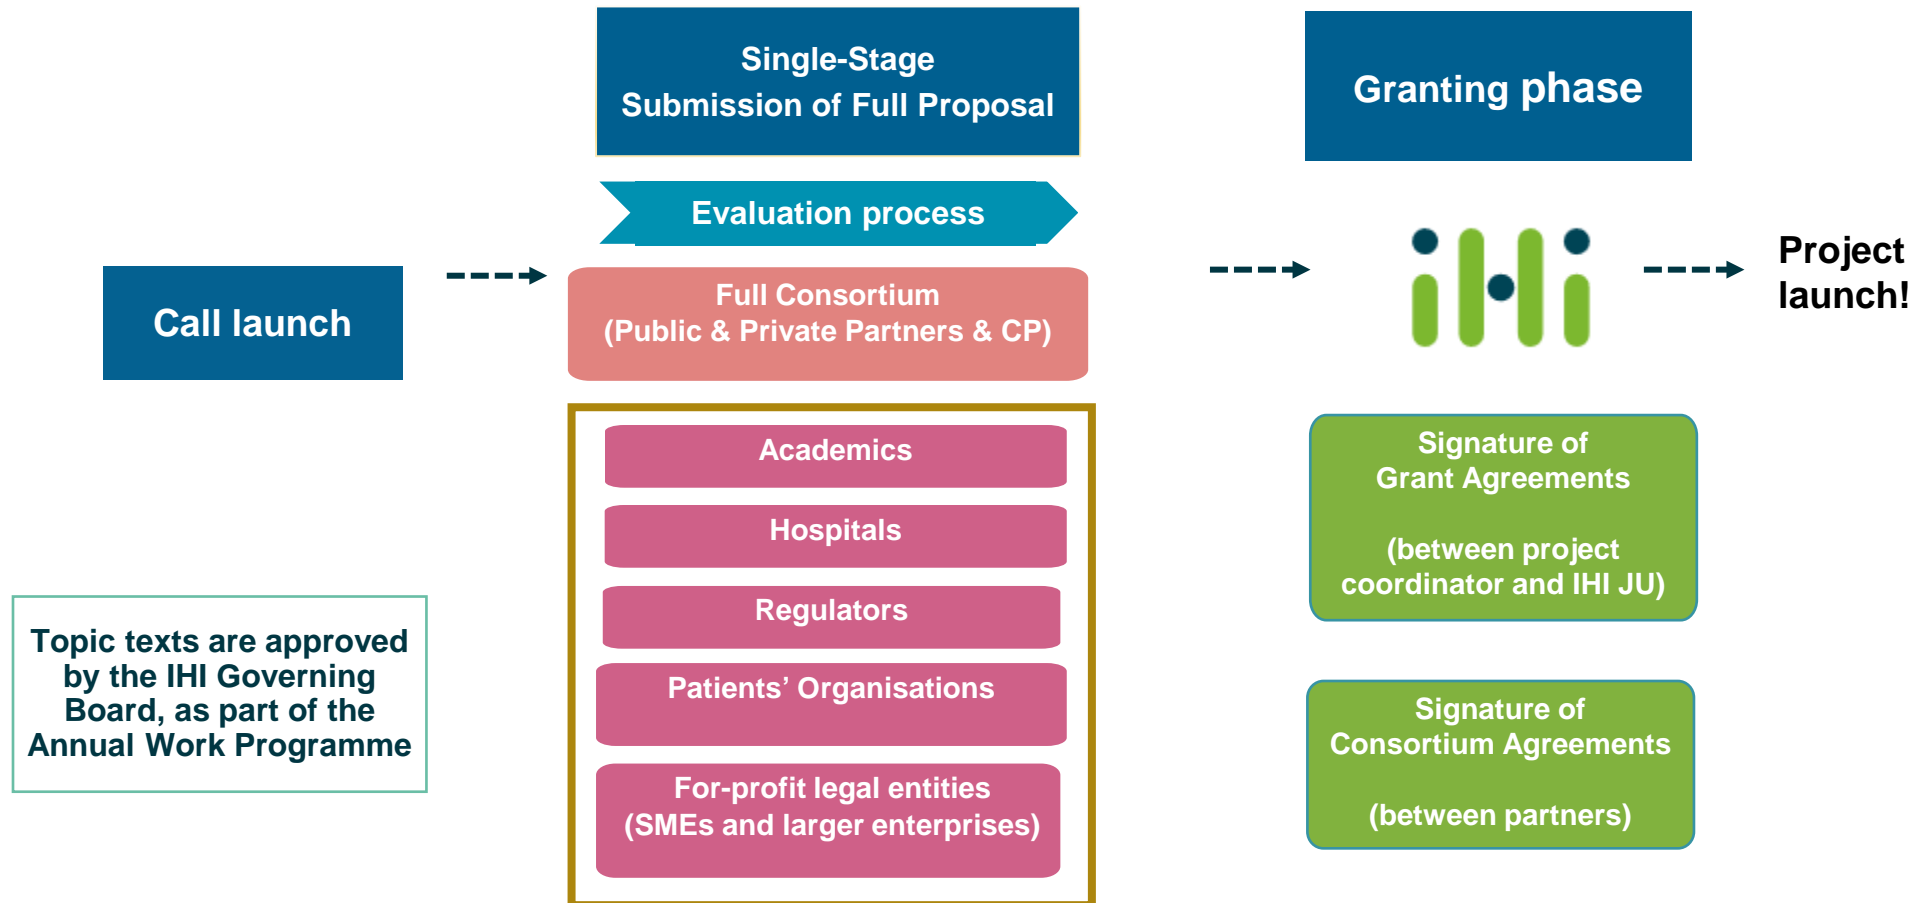 Single-Stage
Submission of Full Proposal
Granting phase
Evaluation process
Call launch
Full Consortium
(Public & Private Partners & CP)
iHi
Project
launch!
Academics
Hospitals
Regulators
Patients’ Organisations
For-profit legal entities
(SMEs and larger enterprises)
Signature of
Grant Agreements
(between project
coordinator and IHI JU)
Signature of
Consortium Agreements
(between partners)
Topic texts are approved
by the IHI Governing
Board, as part of the
Annual Work Programme